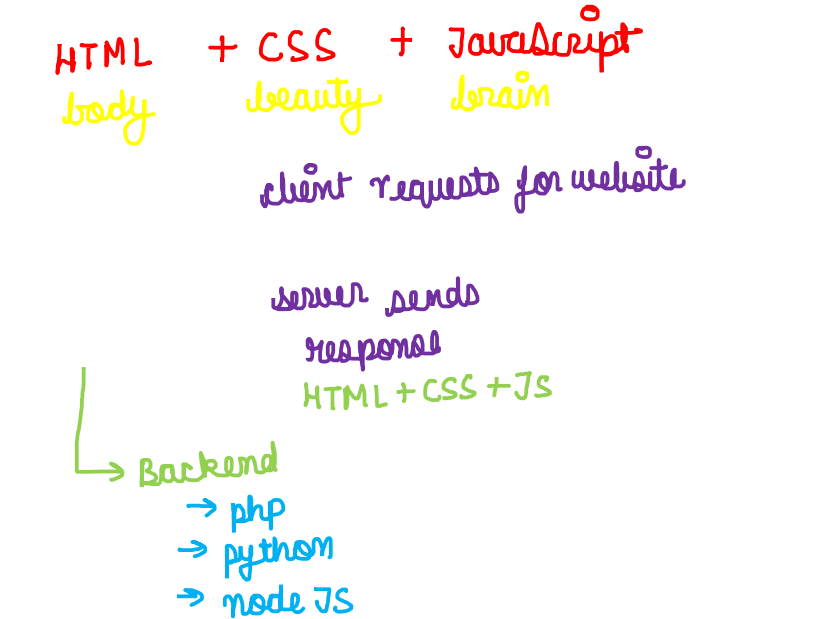 HTML + CSS + JavaScript
body beauty brain
client requests for website
server sends
response
HTML + CSS + JS
→ Backend
→ php
→ python
→ node JS